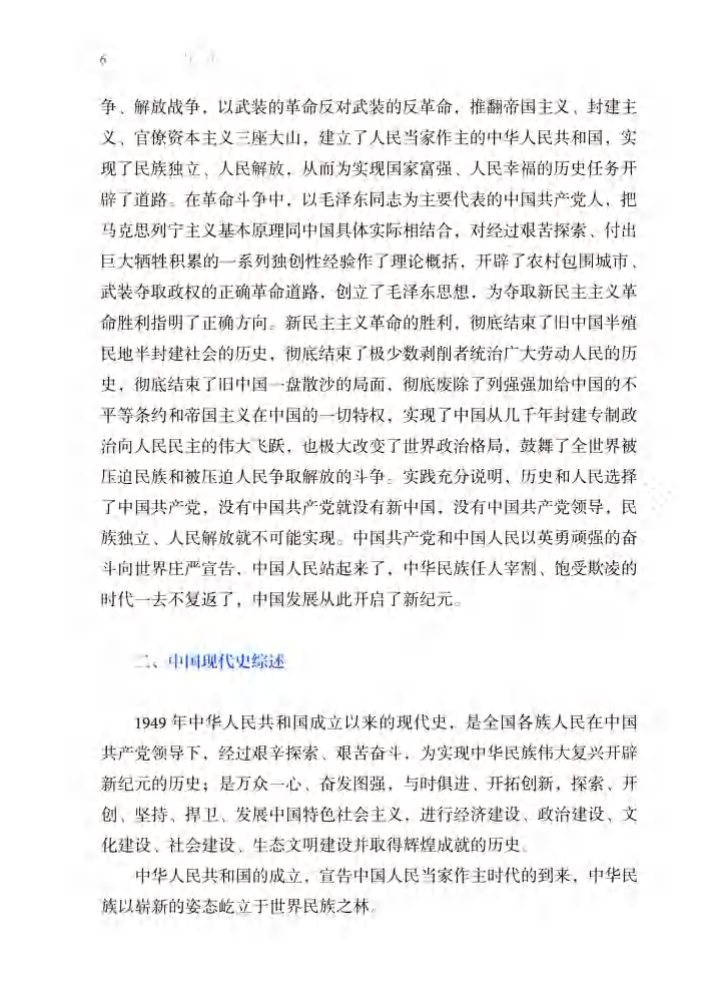 6
争、解放战争，以武装的革命反对武装的反革命，推翻帝国主义、封建主
义、官僚资本主义三座大山，建立了人民当家作主的中华人民共和国，实
现了民族独立、人民解放，从而为实现国家富强、人民幸福的历史任务开
辟了道路。在革命斗争中，以毛泽东同志为主要代表的中国共产党人，把
马克思列宁主义基本原理同中国具体实际相结合，对经过艰苦探索、付出
巨大牺牲积累的一系列独创性经验作了理论概括，开辟了农村包围城市、
武装夺取政权的正确革命道路，创立了毛泽东思想，为夺取新民主主义革
命胜利指明了正确方向。新民主主义革命的胜利，彻底结束了旧中国半殖
民地半封建社会的历史，彻底结束了极少数剥削者统治广大劳动人民的历
史，彻底结束了旧中国一盘散沙的局面，彻底废除了列强强加给中国的不
平等条约和帝国主义在中国的一切特权，实现了中国从几千年封建专制政
治向人民民主的伟大飞跃，也极大改变了世界政治格局，鼓舞了全世界被
压迫民族和被压迫人民争取解放的斗争。实践充分说明，历史和人民选择
了中国共产党，没有中国共产党就没有新中国，没有中国共产党领导，民
族独立、人民解放就不可能实现。中国共产党和中国人民以英勇顽强的奋
斗向世界庄严宣告，中国人民站起来了，中华民族任人宰割、饱受欺凌的
时代一去不复返了，中国发展从此开启了新纪元。
二、中国现代史综述
1949 年中华人民共和国成立以来的现代史，是全国各族人民在中国
共产党领导下，经过艰辛探索、艰苦奋斗，为实现中华民族伟大复兴开辟
新纪元的历史；是万众一心、奋发图强，与时俱进、开拓创新，探索、开
创、坚持、捍卫、发展中国特色社会主义，进行经济建设、政治建设、文
化建设、社会建设、生态文明建设并取得辉煌成就的历史。
中华人民共和国的成立，宣告中国人民当家作主时代的到来，中华民
族以崭新的姿态屹立于世界民族之林。